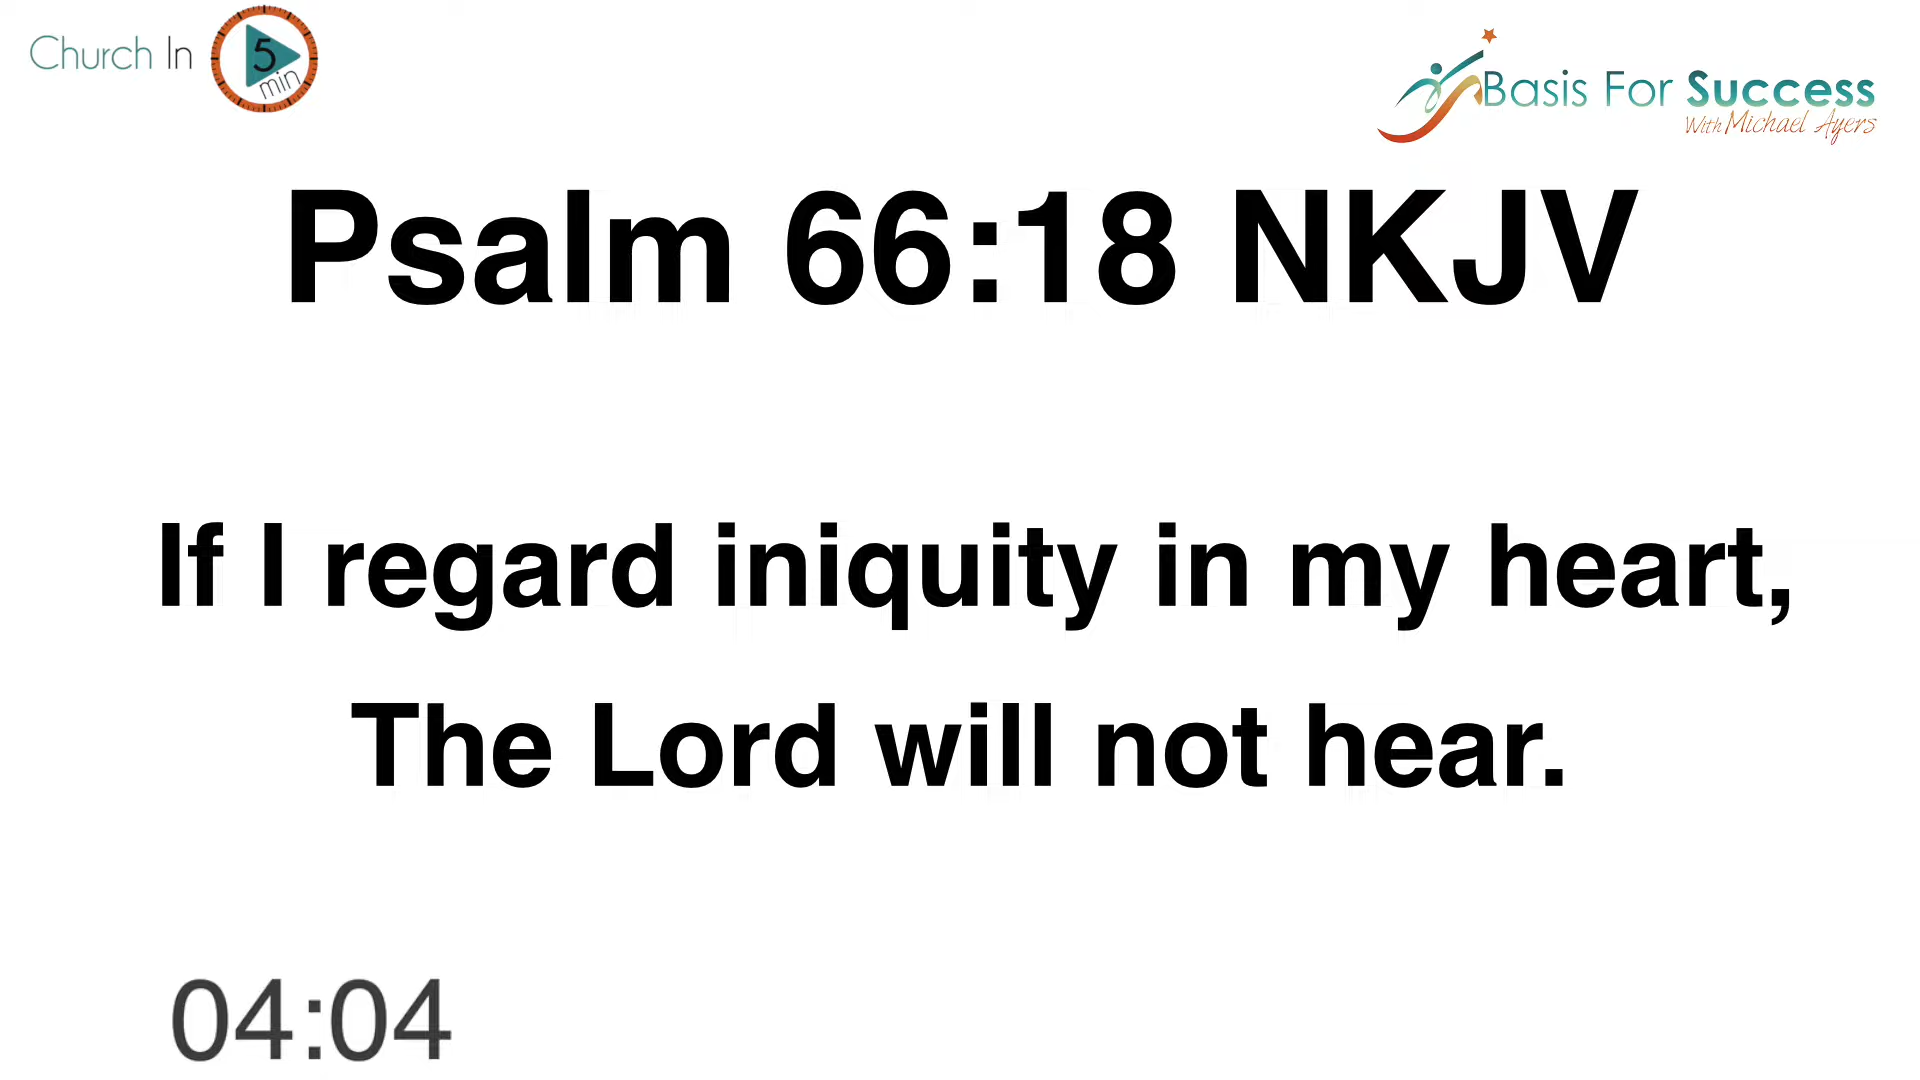 Church In 5 min
Basis For Success
With Michael Ayers
Psalm 66:18 NKJV
If I regard iniquity in my heart,
The Lord will not hear.
04:04